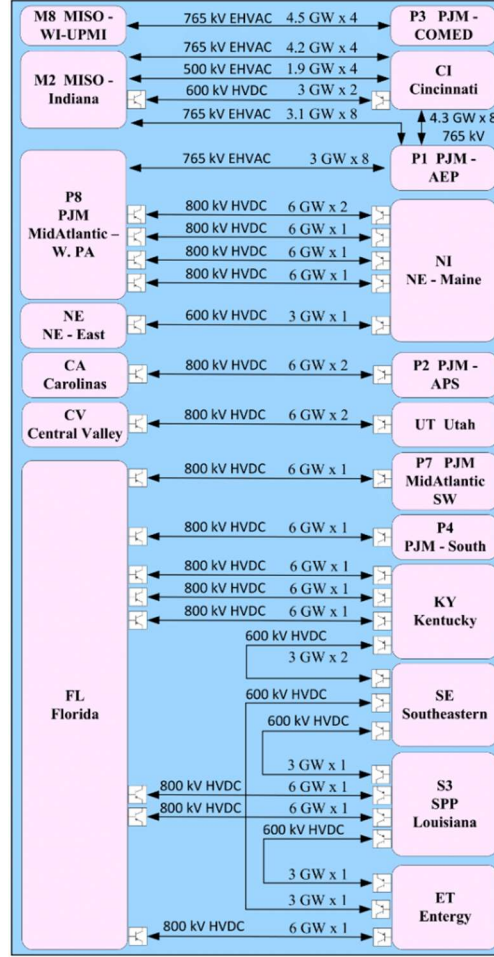 M8 MISO -
WI-UPMI
765 kV EHVAC 4.5 GW x 4
P3 PJM -
COMED
M2 MISO -
Indiana
765 kV EHVAC 4.2 GW x 4
500 kV EHVAC 1.9 GW x 4
600 kV HVDC 3 GW x 2
765 kV EHVAC 3.1 GW x 8
CI
Cincinnati
4.3 GW x 8
765 kV
P1 PJM -
AEP
765 kV EHVAC 3 GW x 8
P8
PJM
MidAtlantic –
W. PA
800 kV HVDC 6 GW x 2
800 kV HVDC 6 GW x 1
800 kV HVDC 6 GW x 1
800 kV HVDC 6 GW x 1
NI
NE - Maine
NE
NE - East
600 kV HVDC 3 GW x 1
CA
Carolinas
800 kV HVDC 6 GW x 2
P2 PJM -
APS
CV
Central Valley
800 kV HVDC 6 GW x 2
UT Utah
800 kV HVDC 6 GW x 1
P7 PJM
MidAtlantic
SW
800 kV HVDC 6 GW x 1
P4
PJM - South
800 kV HVDC 6 GW x 1
800 kV HVDC 6 GW x 1
800 kV HVDC 6 GW x 1
KY
Kentucky
600 kV HVDC
3 GW x 2
FL
Florida
600 kV HVDC
SE
Southeastern
600 kV HVDC
3 GW x 1
800 kV HVDC 6 GW x 1
800 kV HVDC 6 GW x 1
S3
SPP
Louisiana
600 kV HVDC
3 GW x 1
3 GW x 1
ET
Entergy
800 kV HVDC 6 GW x 1